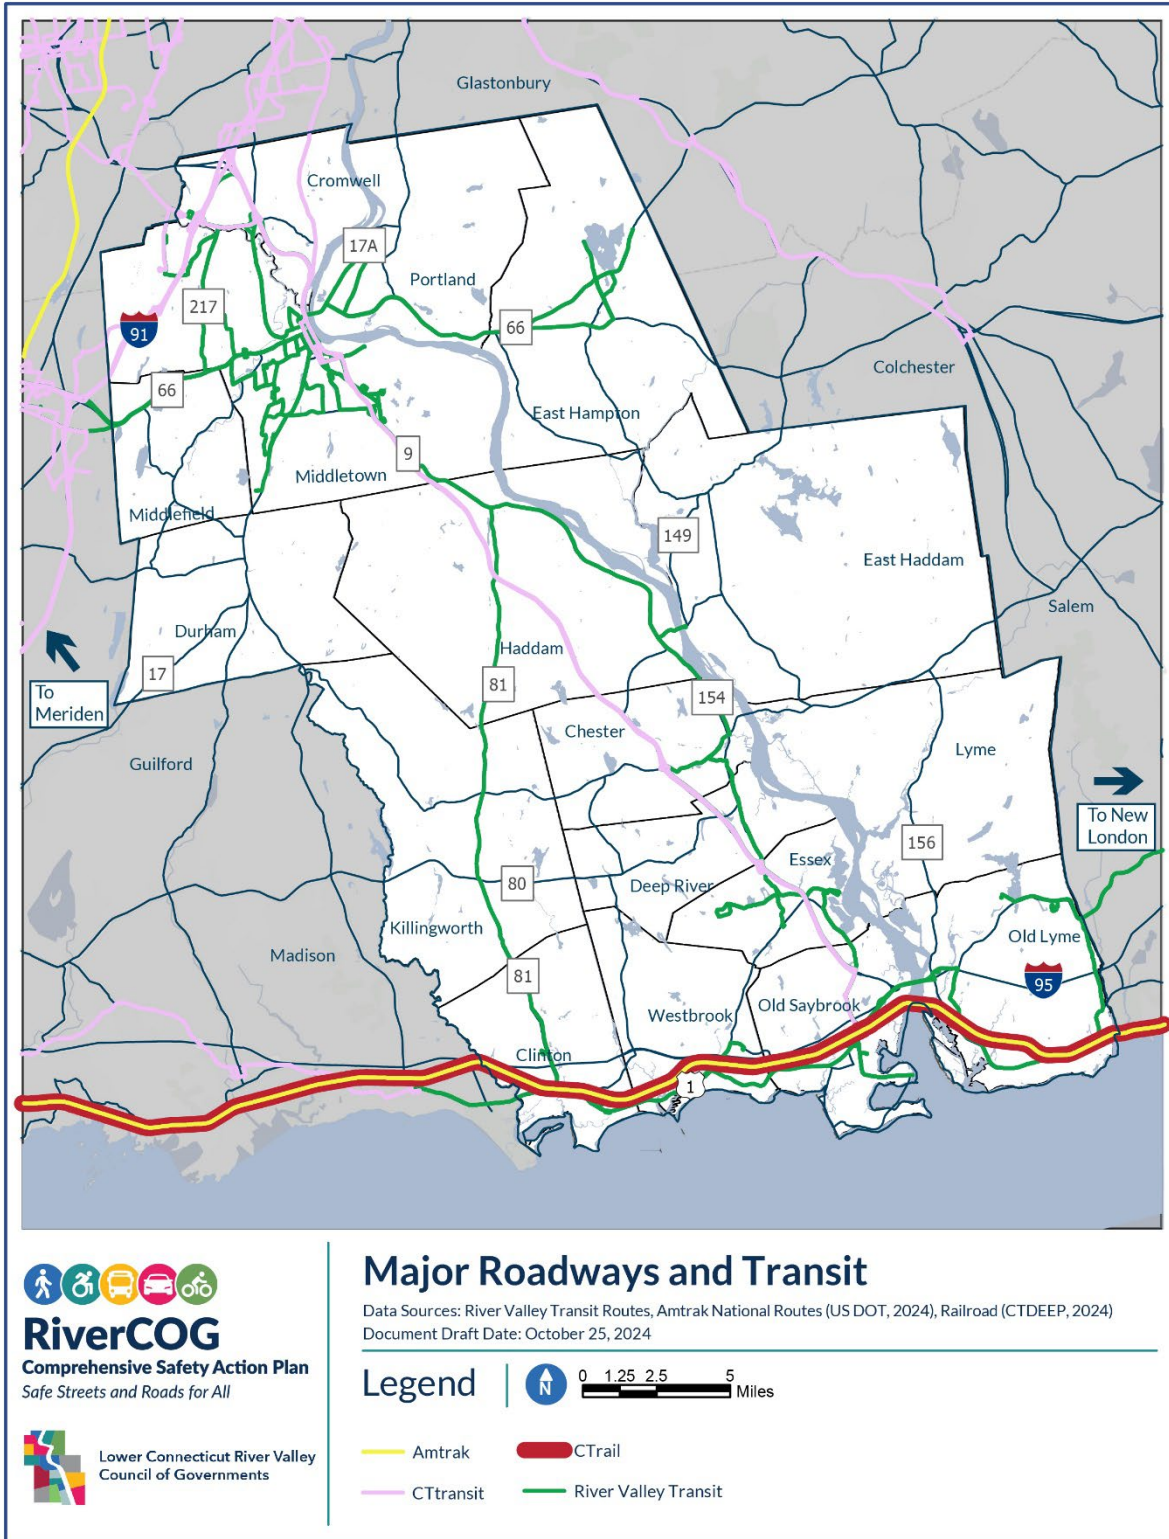 Glastonbury
Cromwell
17A
Portland
217
91
66
66
Colchester
East Hampton
9
Middletown
Middlefield
149
East Haddam
Salem
Durham
Haddam
17
To
Meriden
81
154
Chester
Lyme
Guilford
To New
London
156
Essex
80
Deep River
Killingworth
Old Lyme
Madison
81
95
Old Saybrook
Westbrook
Clinton
1
RiverCOG
Comprehensive Safety Action Plan
Safe Streets and Roads for All
Lower Connecticut River Valley
Council of Governments
Major Roadways and Transit
Data Sources: River Valley Transit Routes, Amtrak National Routes (US DOT, 2024), Railroad (CTDEEP, 2024)
Document Draft Date: October 25, 2024
Legend
N
0 1.25 2.5 5
Miles
Amtrak
CTrail
CTtransit
River Valley Transit